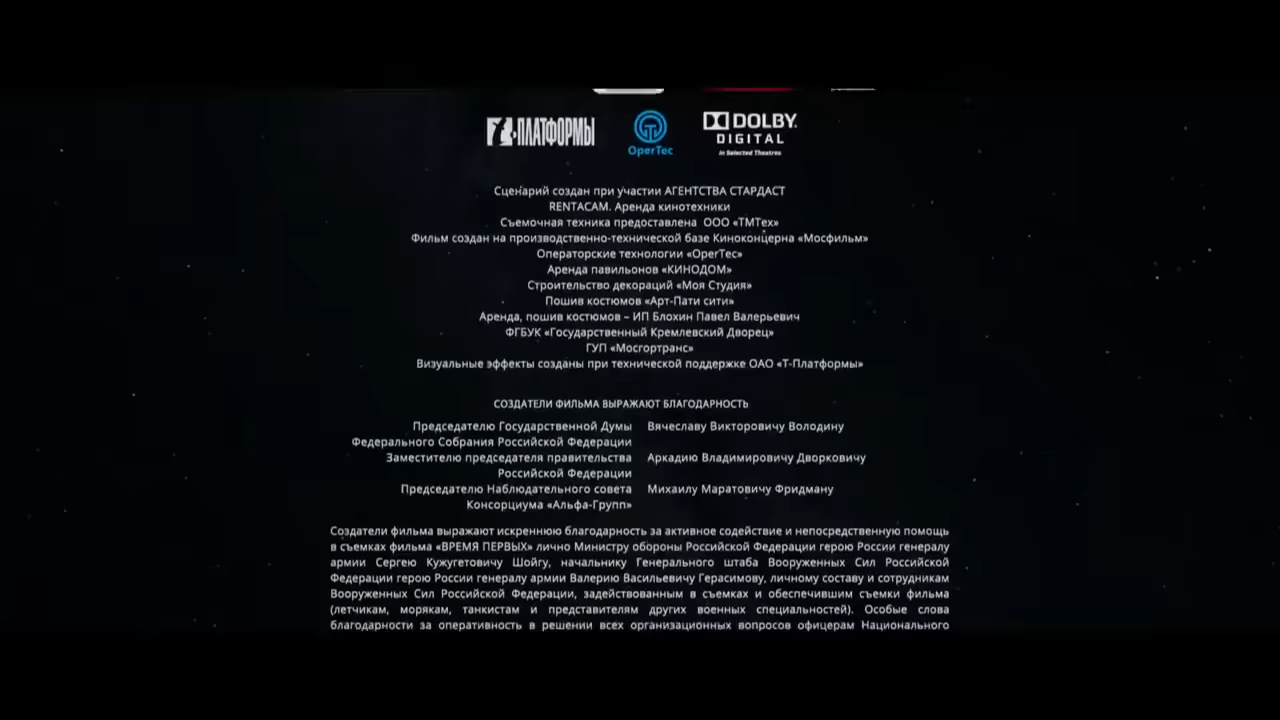 Т-ПЛАТФОРМЫ
OperTec
DOLBY
DIGITAL
In Selected Theatres
Сценарий создан при участии АГЕНТСТВА СТАРДАСТ
RENTACAM. Аренда кинотехники
Съемочная техника предоставлена ООО «ТМТех»
Фильм создан на производственно-технической базе Киноконцерна «Мосфильм»
Операторские технологии «OperTec»
Аренда павильонов «КИНОДОМ»
Строительство декораций «Моя Студия»
Пошив костюмов «Арт-Пати сити»
Аренда, пошив костюмов – ИП Блохин Павел Валерьевич
ФГБУК «Государственный Кремлевский Дворец»
ГУП «Мосгортранс»
Визуальные эффекты созданы при технической поддержке ОАО «Т-Платформы»
СОЗДАТЕЛИ ФИЛЬМА ВЫРАЖАЮТ БЛАГОДАРНОСТЬ
Председателю Государственной Думы Вячеславу Викторовичу Володину
Федерального Собрания Российской Федерации
Заместителю председателя правительства Аркадию Владимировичу Дворковичу
Российской Федерации
Председателю Наблюдательного совета Михаилу Маратовичу Фридману
Консорциума «Альфа-Групп»
Создатели фильма выражают искреннюю благодарность за активное содействие и непосредственную помощь
в съемках фильма «ВРЕМЯ ПЕРВЫХ» лично Министру обороны Российской Федерации герою России генералу
армии Сергею Кужугетовичу Шойгу, начальнику Генерального штаба Вооруженных Сил Российской
Федерации герою России генералу армии Валерию Васильевичу Герасимову, личному составу и сотрудникам
Вооруженных Сил Российской Федерации, задействованным в съемках и обеспечившим съемки фильма
(летчикам, морякам, танкистам и представителям других военных специальностей). Особые слова
благодарности за оперативность в решении всех организационных вопросов офицерам Национального